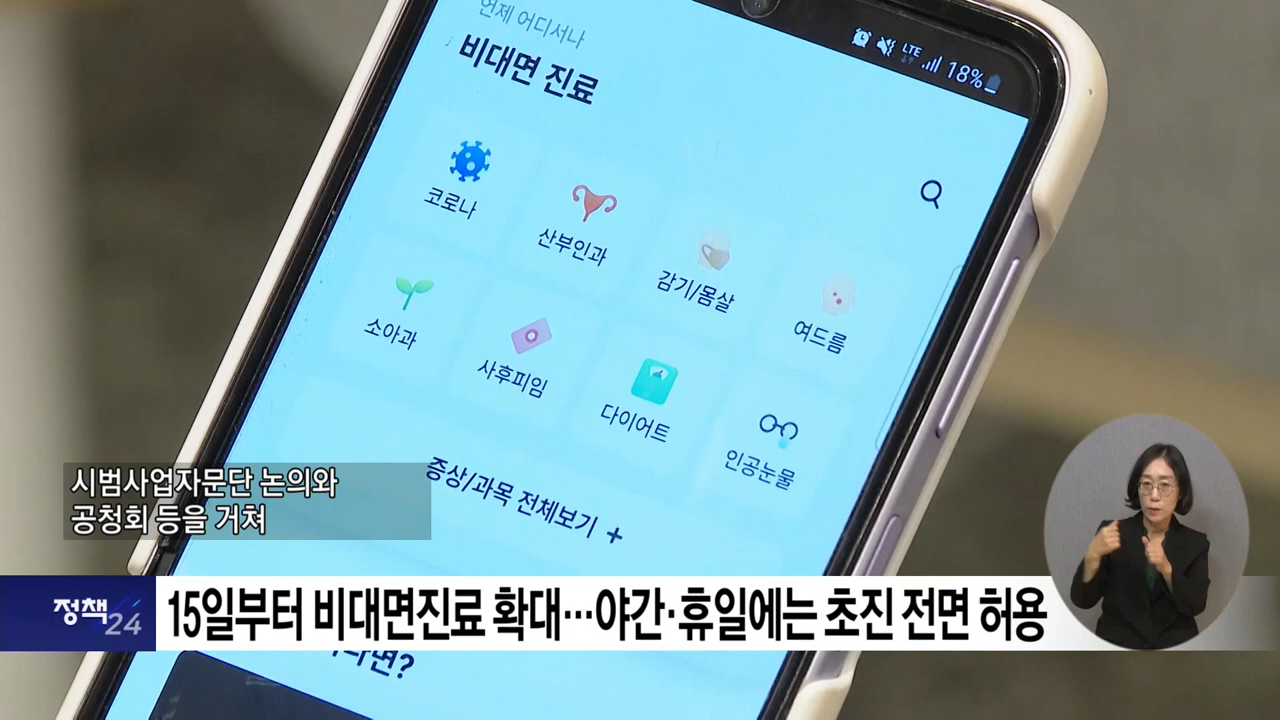 언제 어디서나
LTE
18%
비대면 진료
코로나
산부인과
감기/몸살
여드름
소아과
사후피임
다이어트
인공눈물
증상/과목 전체보기 +
시범사업자문단 논의와
공청회 등을 거쳐
정책
24
15일부터 비대면진료 확대…야간·휴일에는 초진 전면 허용